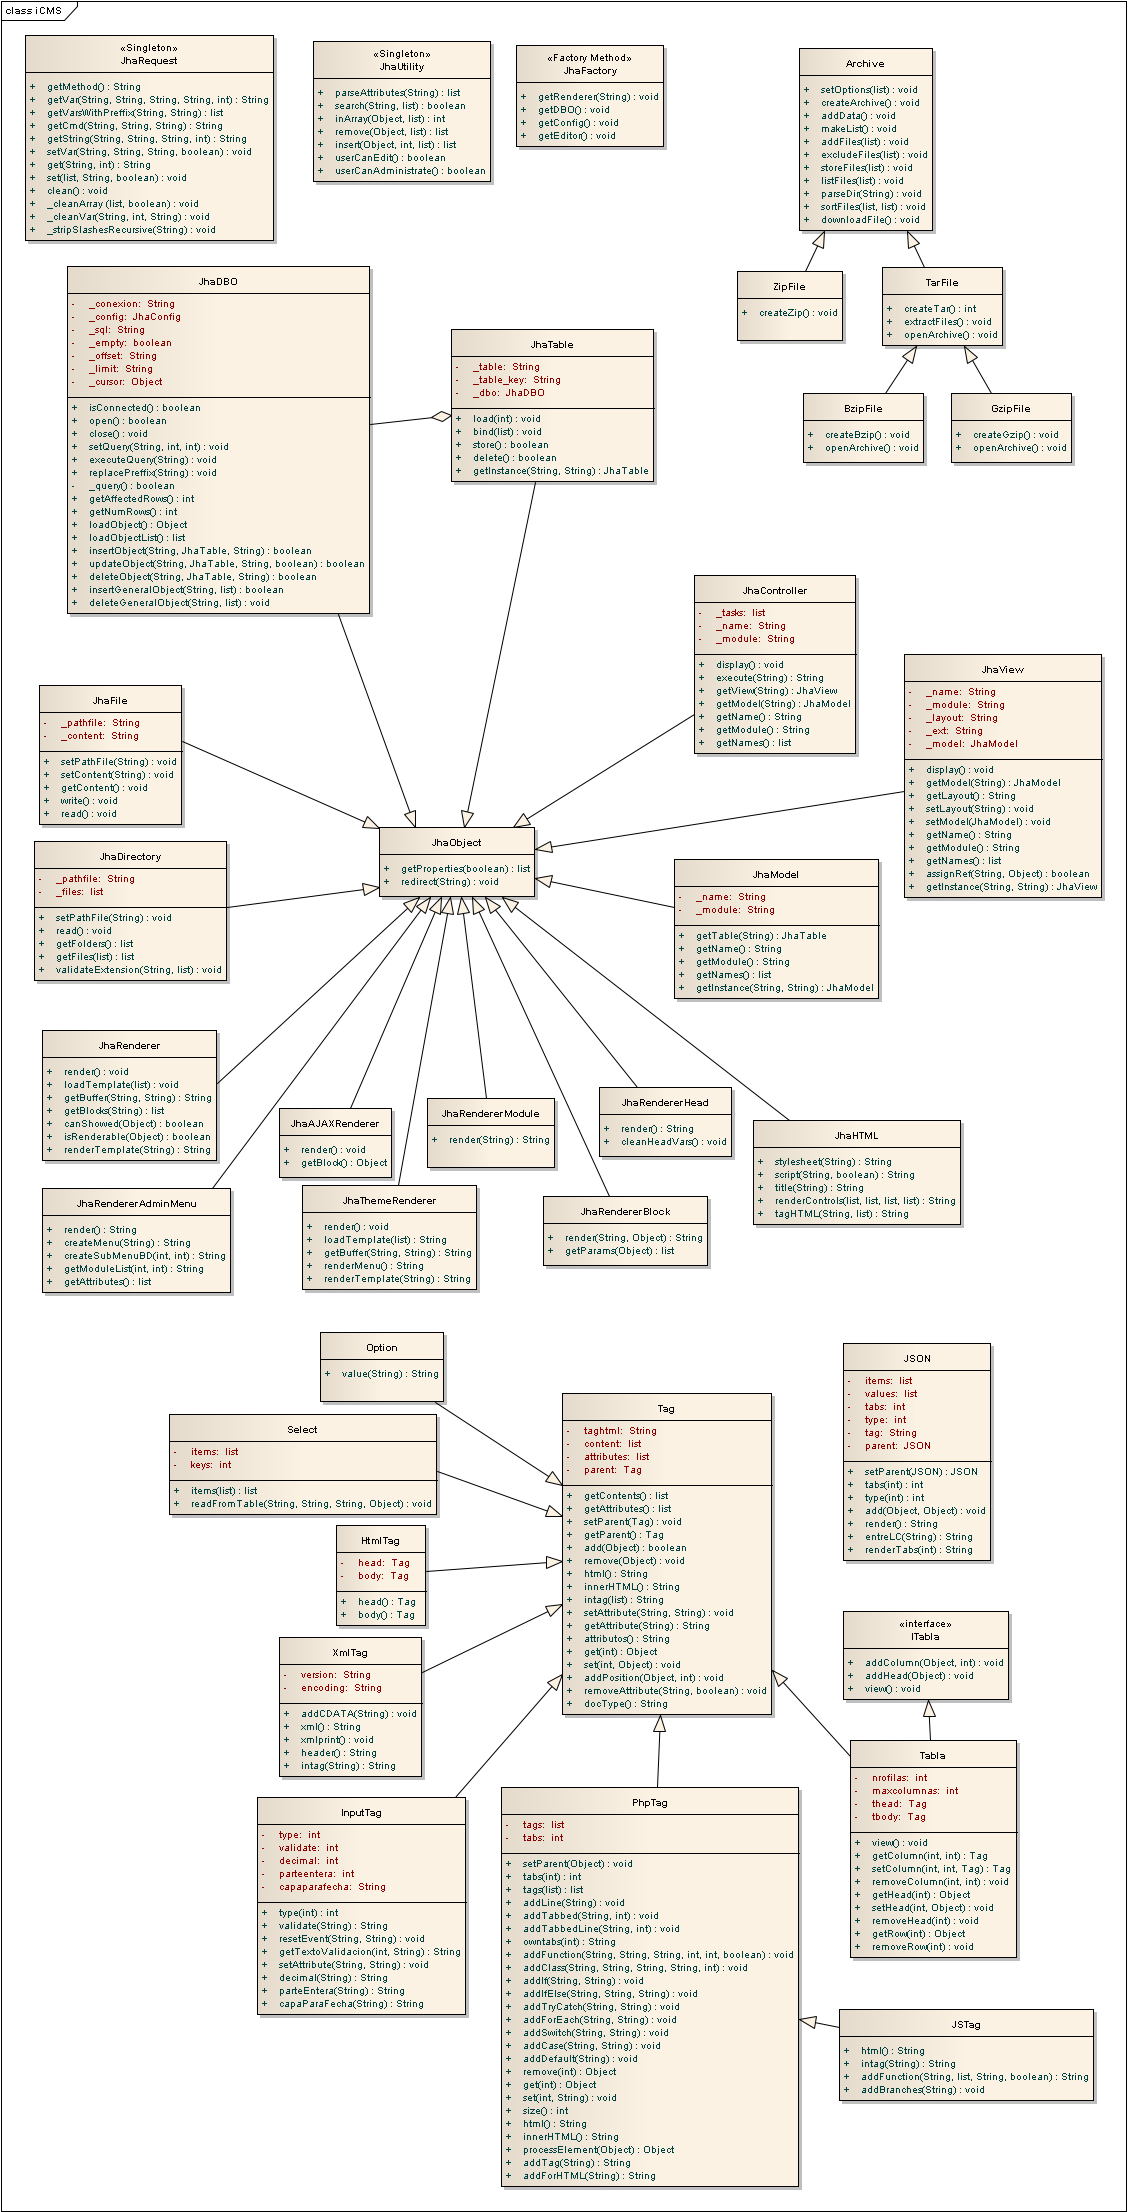 class iCMS
«Singleton»
JhaRequest
+ getMethod() : String
+ getVar(String, String, String, String, int) : String
+ getVarsWithPreffix(String, String) : list
+ getCmd(String, String, String) : String
+ getString(String, String, String, int) : String
+ setVar(String, String, String, boolean) : void
+ get(String, int) : String
+ set(list, String, boolean) : void
+ clean() : void
+ _cleanArray (list, boolean) : void
+ _cleanVar(String, int, String) : void
+ _stripSlashesRecursive(String) : void
«Singleton»
JhaUtility
+ parseAttributes(String) : list
+ search(String, list) : boolean
+ inArray(Object, list) : int
+ remove(Object, list) : list
+ insert(Object, int, list) : list
+ userCanEdit() : boolean
+ userCanAdministrate() : boolean
«Factory Method»
JhaFactory
+ getRenderer(String) : void
+ getDBO() : void
+ getConfig() : void
+ getEditor() : void
Archive
+ setOptions(list) : void
+ createArchive() : void
+ addData() : void
+ makeList() : void
+ addFiles(list) : void
+ excludeFiles(list) : void
+ storeFiles(list) : void
+ listFiles(list) : void
+ parseDir(String) : void
+ sortFiles(list, list) : void
+ downloadFile() : void
ZipFile
+ createZip() : void
TarFile
+ createTar() : int
+ extractFiles() : void
+ openArchive() : void
BzipFile
+ createBzip() : void
+ openArchive() : void
GzipFile
+ createGzip() : void
+ openArchive() : void
JhaDBO
- _conexion: String
- _config: JhaConfig
- _sql: String
- _empty: boolean
- _offset: String
- _limit: String
- _cursor: Object
+ isConnected() : boolean
+ open() : boolean
+ close() : void
+ setQuery(String, int, int) : void
+ executeQuery(String) : void
+ replacePreffix(String) : void
- _query() : boolean
+ getAffectedRows() : int
+ getNumRows() : int
+ loadObject() : Object
+ loadObjectList() : list
+ insertObject(String, JhaTable, String) : boolean
+ updateObject(String, JhaTable, String, boolean) : boolean
+ deleteObject(String, JhaTable, String) : boolean
+ insertGeneralObject(String, list) : boolean
+ deleteGeneralObject(String, list) : void
JhaTable
- _table: String
- _table_key: String
- _dbo: JhaDBO
+ load(int) : void
+ bind(list) : void
+ store() : boolean
+ delete() : boolean
+ getInstance(String, String) : JhaTable
JhaController
- _tasks: list
- _name: String
- _module: String
+ display() : void
+ execute(String) : String
+ getView(String) : JhaView
+ getModel(String) : JhaModel
+ getName() : String
+ getModule() : String
+ getNames() : list
JhaView
- _name: String
- _module: String
- _layout: String
- _ext: String
- _model: JhaModel
+ display() : void
+ getModel(String) : JhaModel
+ getLayout() : String
+ setLayout(String) : void
+ setModel(JhaModel) : void
+ getName() : String
+ getModule() : String
+ getNames() : list
+ assignRef(String, Object) : boolean
+ getInstance(String, String) : JhaView
JhaFile
- _pathfile: String
- _content: String
+ setPathFile(String) : void
+ setContent(String) : void
+ getContent() : void
+ write() : void
+ read() : void
JhaObject
+ getProperties(boolean) : list
+ redirect(String) : void
JhaDirectory
- _pathfile: String
- _files: list
+ setPathFile(String) : void
+ read() : void
+ getFolders() : list
+ getFiles(list) : list
+ validateExtension(String, list) : void
JhaModel
- _name: String
- _module: String
+ getTable(String) : JhaTable
+ getName() : String
+ getModule() : String
+ getNames() : list
+ getInstance(String, String) : JhaModel
JhaRenderer
+ render() : void
+ loadTemplate(list) : void
+ getBuffer(String, String) : String
+ getBlocks(String) : list
+ canShowed(Object) : boolean
+ isRenderable(Object) : boolean
+ renderTemplate(String) : String
JhaAJAXRenderer
+ render() : void
+ getBlock() : Object
JhaRendererModule
+ render(String) : String
JhaRendererHead
+ render() : String
+ cleanHeadVars() : void
JhaHTML
+ stylesheet(String) : String
+ script(String, boolean) : String
+ title(String) : String
+ renderControls(list, list, list, list) : String
+ tagHTML(String, list) : String
JhaRendererAdminMenu
+ render() : String
+ createMenu(String) : String
+ createSubMenuBD(int, int) : String
+ getModuleList(int, int) : String
+ getAttributes() : list
JhaThemeRenderer
+ render() : void
+ loadTemplate(list) : String
+ getBuffer(String, String) : String
+ renderMenu() : String
+ renderTemplate(String) : String
JhaRendererBlock
+ render(String, Object) : String
+ getParams(Object) : list
Option
+ value(String) : String
Select
- items: list
- keys: int
+ items(list) : list
+ readFromTable(String, String, String, Object) : void
HtmlTag
- head: Tag
- body: Tag
+ head() : Tag
+ body() : Tag
XmlTag
- version: String
- encoding: String
+ addCDATA(String) : void
+ xml() : String
+ xmlprint() : void
+ header() : String
+ intag(String) : String
Tag
- taghtml: String
- content: list
- attributes: list
- parent: Tag
+ getContents() : list
+ getAttributes() : list
+ setParent(Tag) : void
+ getParent() : Tag
+ add(Object) : boolean
+ remove(Object) : void
+ html() : String
+ innerHTML() : String
+ intag(list) : String
+ setAttribute(String, String) : void
+ getAttribute(String) : String
+ attributos() : String
+ get(int) : Object
+ set(int, Object) : void
+ addPosition(Object, int) : void
+ removeAttribute(String, boolean) : void
+ docType() : String
JSON
- items: list
- values: list
- tabs: int
- type: int
- tag: String
- parent: JSON
+ setParent(JSON) : JSON
+ tabs(int) : int
+ type(int) : int
+ add(Object, Object) : void
+ render() : String
+ entreLC(String) : String
+ renderTabs(int) : String
«interface»
ITabla
+ addColumn(Object, int) : void
+ addHead(Object) : void
+ view() : void
Tabla
- nrofilas: int
- maxcolumnas: int
- thead: Tag
- tbody: Tag
+ view() : void
+ getColumn(int, int) : Tag
+ setColumn(int, int, Tag) : Tag
+ removeColumn(int, int) : void
+ getHead(int) : Object
+ setHead(int, Object) : void
+ removeHead(int) : void
+ getRow(int) : Object
+ removeRow(int) : void
InputTag
- type: int
- validate: int
- decimal: int
- parteentera: int
- capaparafecha: String
+ type(int) : int
+ validate(String) : String
+ resetEvent(String, String) : void
+ getTextoValidacion(int, String) : String
+ setAttribute(String, String) : void
+ decimal(String) : String
+ parteEntera(String) : String
+ capaParaFecha(String) : String
PhpTag
- tags: list
- tabs: int
+ setParent(Object) : void
+ tabs(int) : int
+ tags(list) : list
+ addLine(String) : void
+ addTabbed(String, int) : void
+ addTabbedLine(String, int) : void
+ owntabs(int) : String
+ addFunction(String, String, String, int, int, boolean) : void
+ addClass(String, String, String, String, int) : void
+ addIf(String, String) : void
+ addIfElse(String, String, String) : void
+ addTryCatch(String, String) : void
+ addForEach(String, String) : void
+ addSwitch(String, String) : void
+ addCase(String, String) : void
+ addDefault(String) : void
+ remove(int) : Object
+ get(int) : Object
+ set(int, String) : void
+ size() : int
+ html() : String
+ innerHTML() : String
+ processElement(Object) : Object
+ addTag(String) : String
+ addForHTML(String) : String
JSTag
+ html() : String
+ intag(String) : String
+ addFunction(String, list, String, boolean) : String
+ addBranches(String) : void